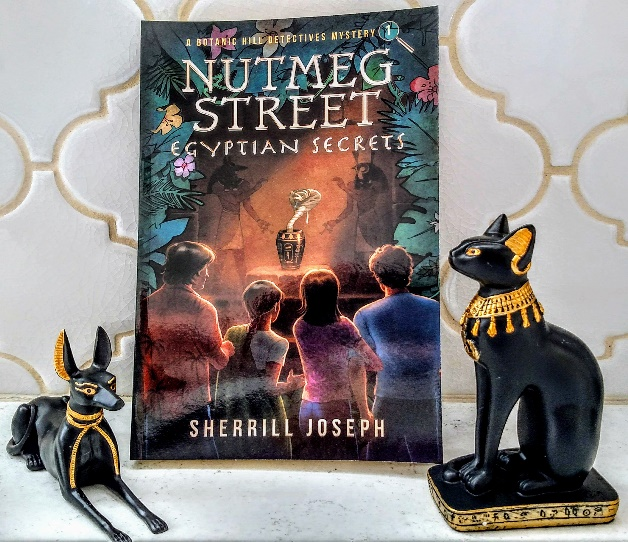 A BOTANIC HILL DETECTIVES MYSTERY 1
NUTMEG
STREET
EGYPTIAN SECRETS
SHERRILL JOSEPH